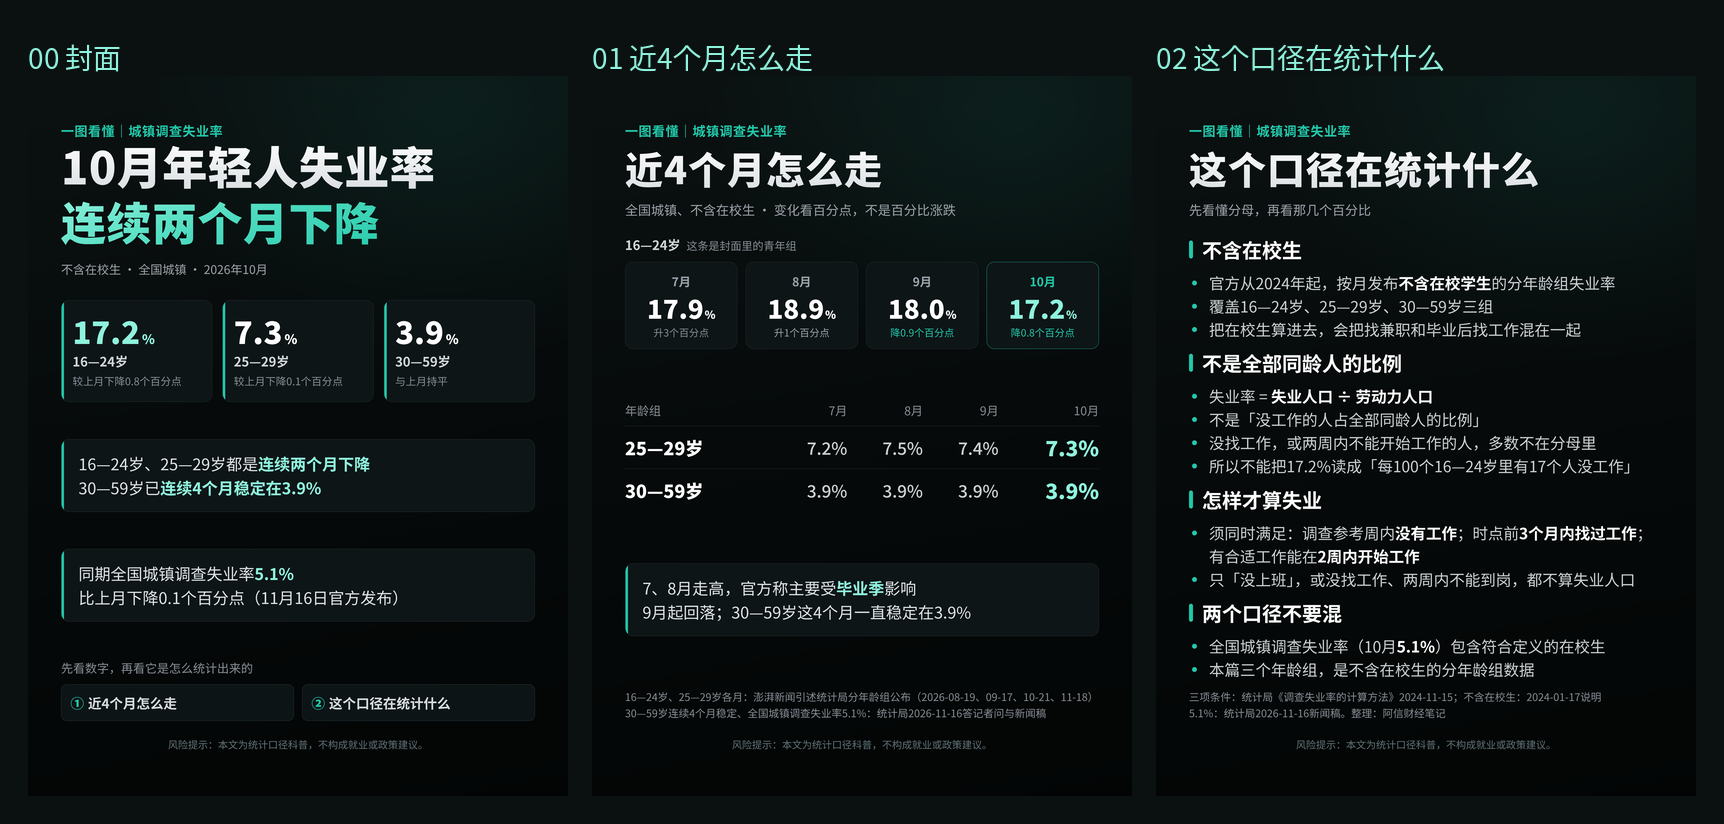 00 封面
一图看懂｜城镇调查失业率
10月年轻人失业率
连续两个月下降
不含在校生 · 全国城镇 · 2026年10月
17.2%
16—24岁
较上月下降0.8个百分点
7.3%
25—29岁
较上月下降0.1个百分点
3.9%
30—59岁
与上月持平
16—24岁、25—29岁都是连续两个月下降
30—59岁已连续4个月稳定在3.9%
同期全国城镇调查失业率5.1%
比上月下降0.1个百分点（11月16日官方发布）
先看数字，再看它是怎么统计出来的
① 近4个月怎么走
② 这个口径在统计什么
风险提示：本文为统计口径科普，不构成就业或政策建议。
01 近4个月怎么走
一图看懂｜城镇调查失业率
近4个月怎么走
全国城镇、不含在校生 · 变化看百分点，不是百分比涨跌
16—24岁 这条是封面里的青年组
7月
17.9%
升3个百分点
8月
18.9%
升1个百分点
9月
18.0%
降0.9个百分点
10月
17.2%
降0.8个百分点
年龄组 7月 8月 9月 10月
25—29岁 7.2% 7.5% 7.4% 7.3%
30—59岁 3.9% 3.9% 3.9% 3.9%
7、8月走高，官方称主要受毕业季影响
9月起回落；30—59岁这4个月一直稳定在3.9%
16—24岁、25—29岁各月：澎湃新闻引述统计局分年龄组公布（2026-08-19、09-17、10-21、11-18）
30—59岁连续4个月稳定、全国城镇调查失业率5.1%：统计局2026-11-16答记者问与新闻稿
风险提示：本文为统计口径科普，不构成就业或政策建议。
02 这个口径在统计什么
一图看懂｜城镇调查失业率
这个口径在统计什么
先看懂分母，再看那几个百分比
不含在校生
• 官方从2024年起，按月发布不含在校学生的分年龄组失业率
• 覆盖16—24岁、25—29岁、30—59岁三组
• 把在校生算进去，会把找兼职和毕业后找工作混在一起
不是全部同龄人的比例
• 失业率 = 失业人口 ÷ 劳动力人口
• 不是「没工作的人占全部同龄人的比例」
• 没找工作，或两周内不能开始工作的人，多数不在分母里
• 所以不能把17.2%读成「每100个16—24岁里有17个人没工作」
怎样才算失业
• 须同时满足：调查参考周内没有工作；时点前3个月内找过工作；
有合适工作能在2周内开始工作
• 只「没上班」，或没找工作、两周内不能到岗，都不算失业人口
两个口径不要混
• 全国城镇调查失业率（10月5.1%）包含符合定义的在校生
• 本篇三个年龄组，是不含在校生的分年龄组数据
三项条件：统计局《调查失业率的计算方法》2024-11-15；不含在校生：2024-01-17说明
5.1%：统计局2026-11-16新闻稿。整理：阿信财经笔记
风险提示：本文为统计口径科普，不构成就业或政策建议。